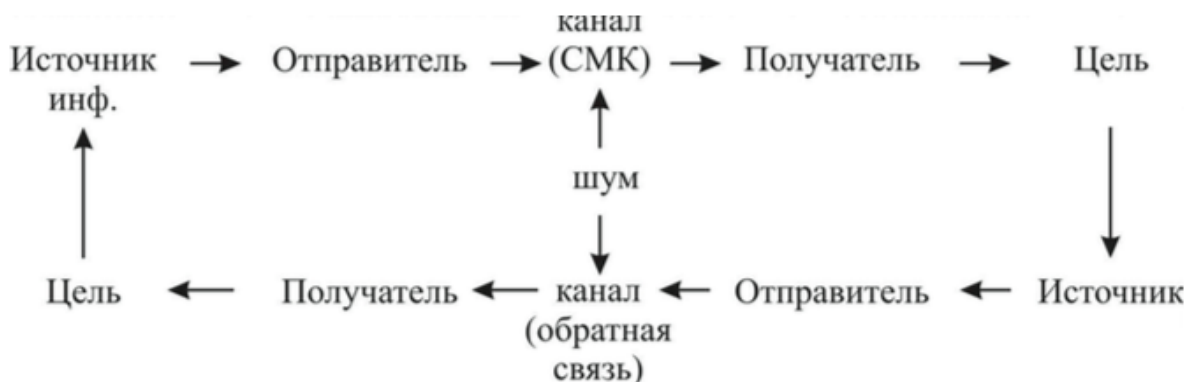 канал
Источник Отправитель (СМК) Получатель Цель
инф.
шум
Цель Получатель канал Отправитель Источник
(обратная
связь)